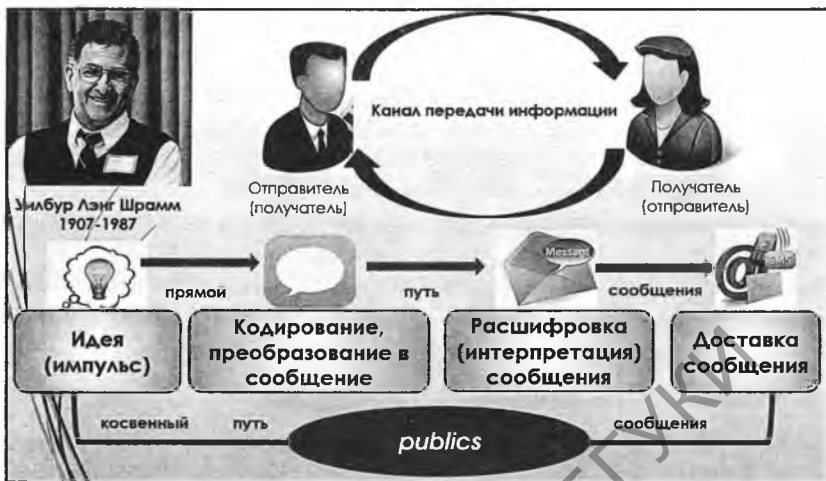 Канал передачи информации
Отправитель
(получатель)
Получатель
(отправитель)
Уилбур Лэнг Шрамм
1907-1987
Message
SMS
прямой
путь
сообщения
Идея
(импульс)
Кодирование,
преобразование в
сообщение
Расшифровка
(интерпретация)
сообщения
Доставка
сообщения
косвенный путь
publics
сообщения